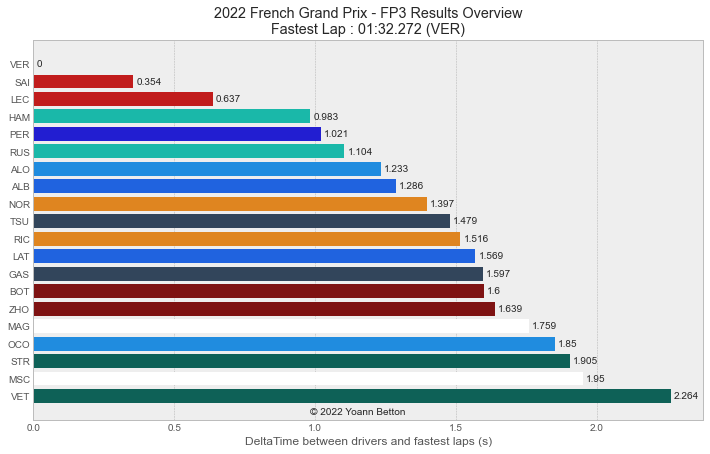 2022 French Grand Prix - FP3 Results Overview
Fastest Lap : 01:32.272 (VER)
VER 0
SAI 0.354
LEC 0.637
HAM 0.983
PER 1.021
RUS 1.104
ALO 1.233
ALB 1.286
NOR 1.397
TSU 1.479
RIC 1.516
LAT 1.569
GAS 1.597
BOT 1.6
ZHO 1.639
MAG 1.759
OCO 1.85
STR 1.905
MSC 1.95
VET 2.264
© 2022 Yoann Betton
0.0 0.5 1.0 1.5 2.0
DeltaTime between drivers and fastest laps (s)